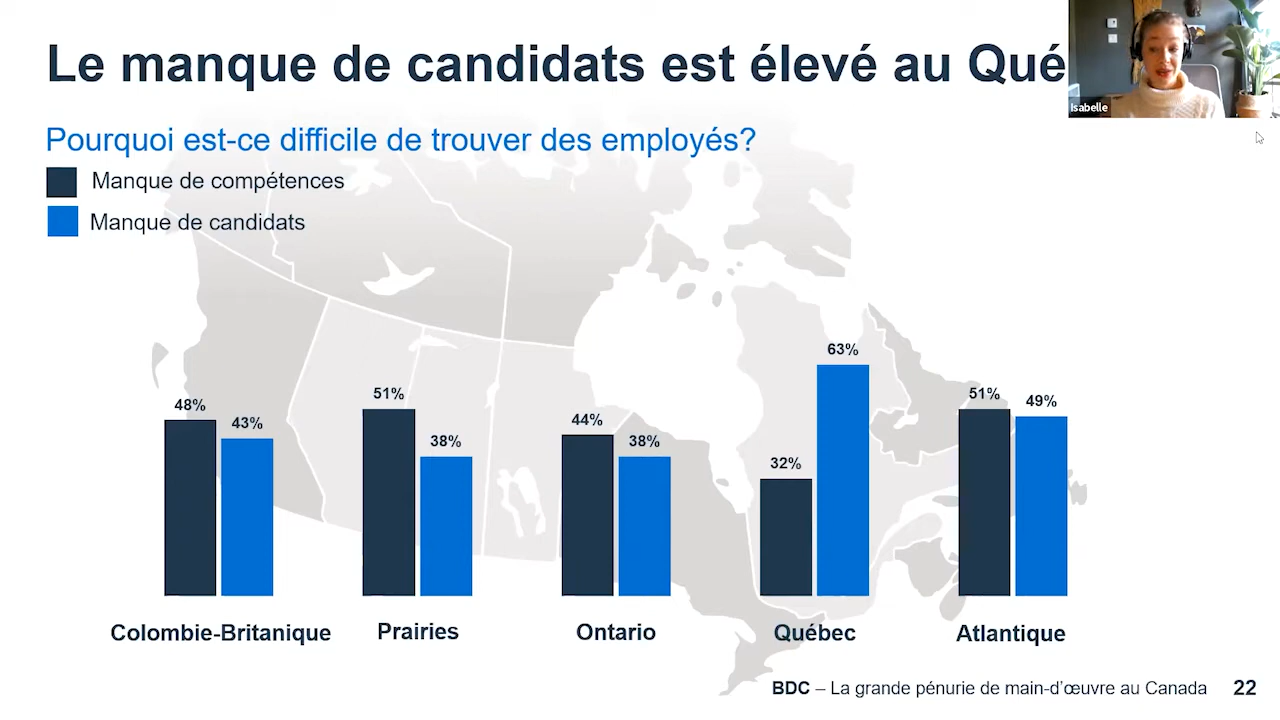 Le manque de candidats est élevé au Qué
Isabelle
Pourquoi est-ce difficile de trouver des employés?
Manque de compétences
Manque de candidats
48%
43%
51%
38%
44%
38%
32%
63%
51%
49%
Colombie-Britanique
Prairies
Ontario
Québec
Atlantique
BDC – La grande pénurie de main-d'œuvre au Canada 22